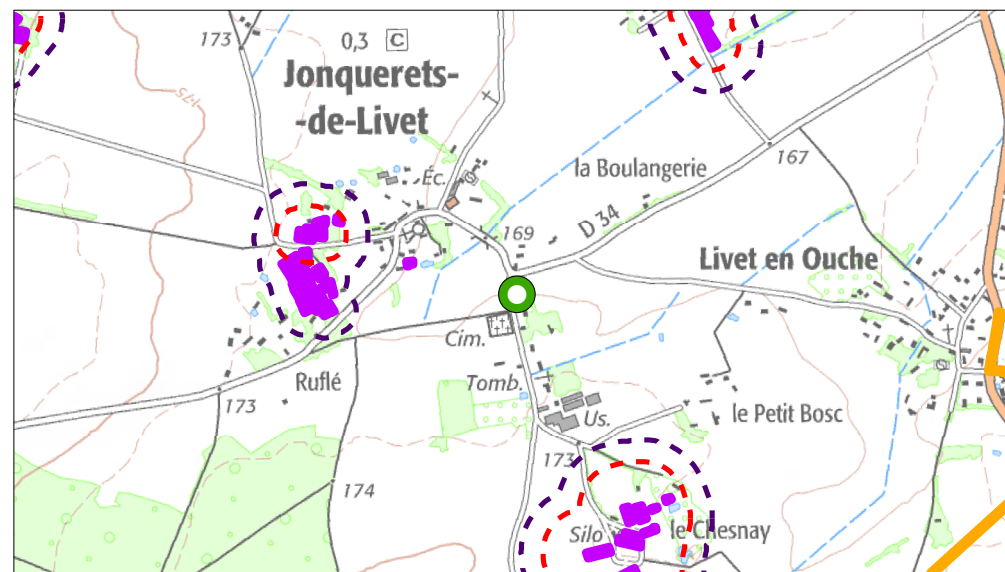 173
0,3 C
Jonquerets-
-de-Livet
175
167
la Boulangerie
Éc.
D 34
169
Livet en Ouche
Cim.
Ruflé
Tomb.
173
le Petit Bosc
Us.
173
174
Silo
le Chesnay